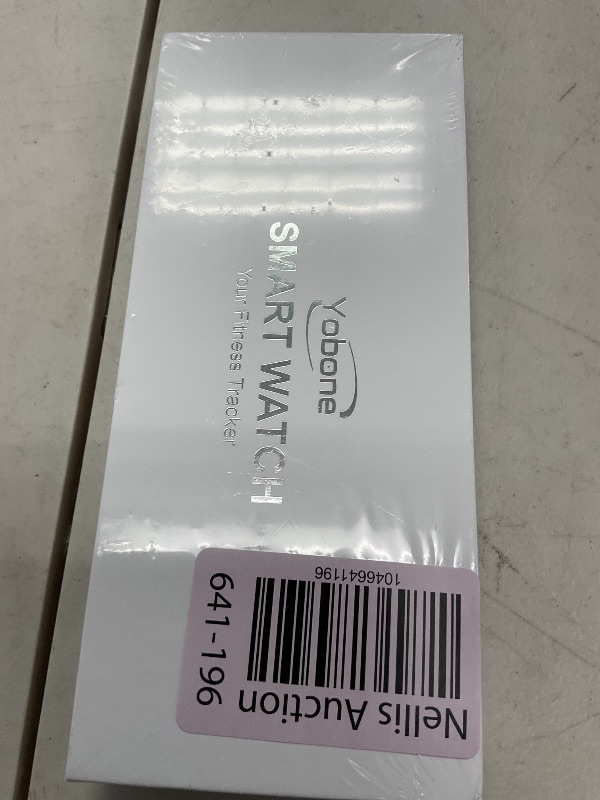 Yobone
SMART WATCH
Your Fitness Tracker
Nellis Auction
1046641196
641-196